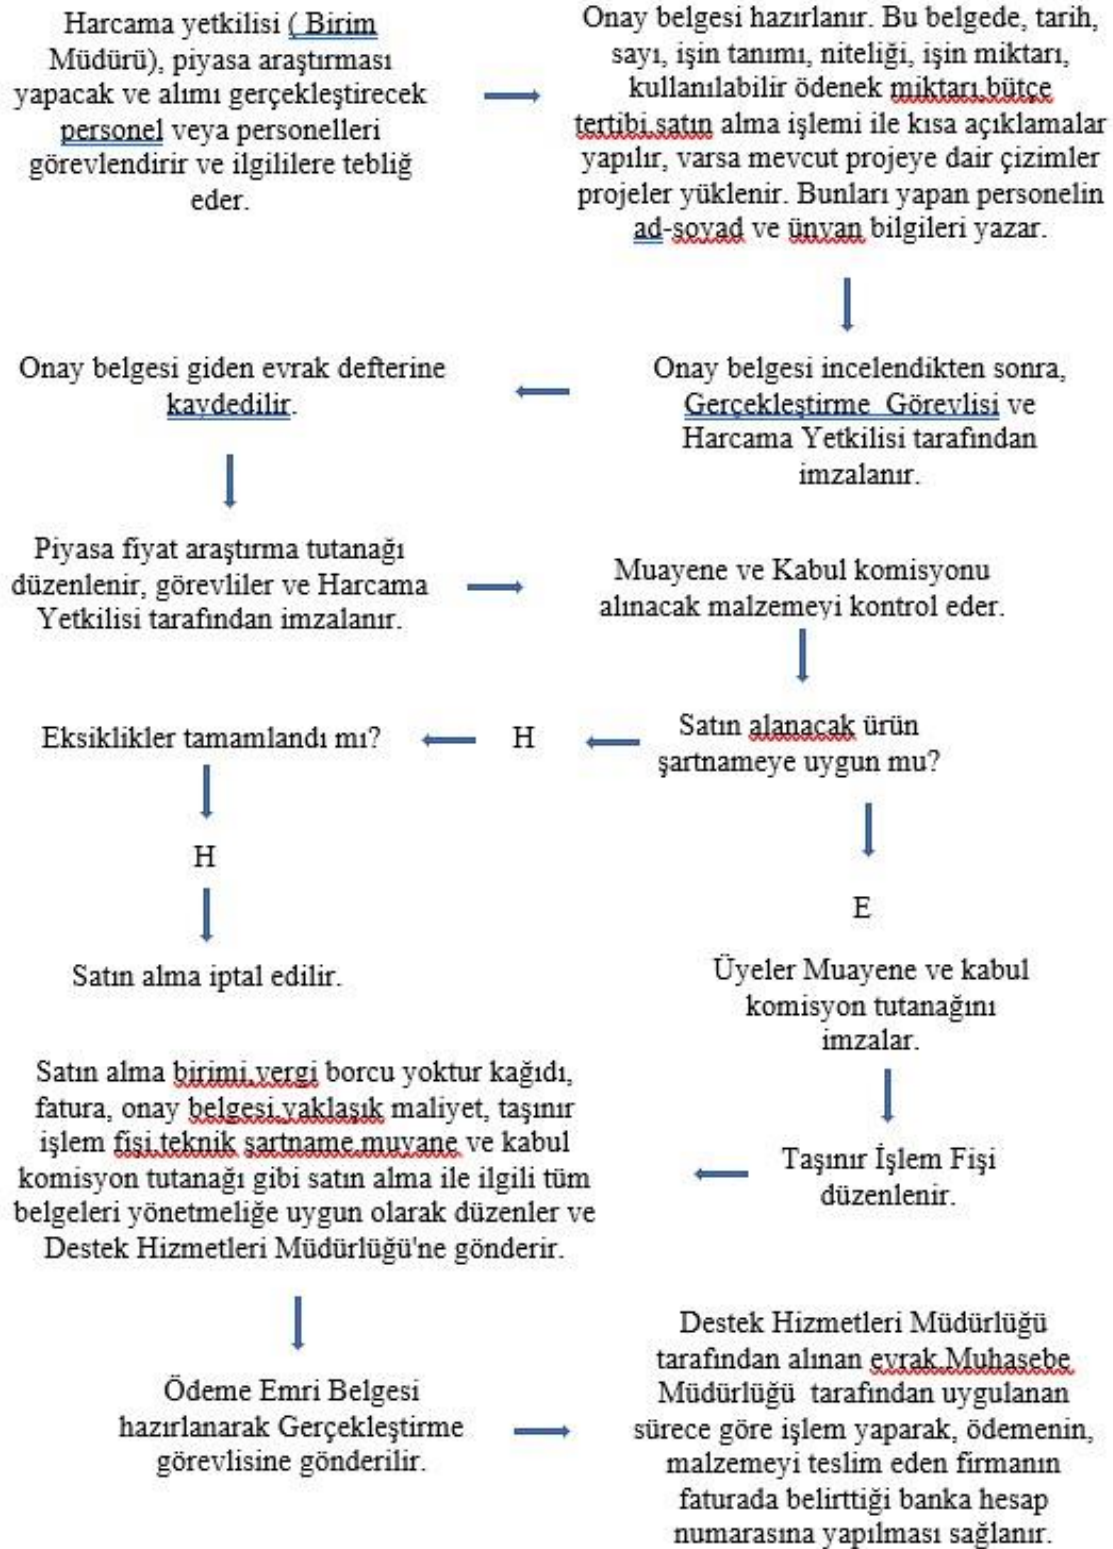 Harcama yetkilisi ( Birim
Müdürü), piyasa araştırması
yapacak ve alımı gerçekleştirecek
personel veya personelleri
görevlendirir ve ilgililere tebliğ
eder.
Onay belgesi hazırlanır. Bu belgede, tarih,
sayı, işin tanımı, niteliği, işin miktarı,
kullanılabilir ödenek miktarı,bütçe
tertibi,satın alma işlemi ile kısa açıklamalar
yapılır, varsa mevcut projeye dair çizimler
projeler yüklenir. Bunları yapan personelin
ad-soyad ve ünvan bilgileri yazar.
Onay belgesi incelendikten sonra,
Gerçekleştirme Görevlisi ve
Harcama Yetkilisi tarafından
imzalanır.
Onay belgesi giden evrak defterine
kaydedilir.
Piyasa fiyat araştırma tutanağı
düzenlenir, görevliler ve Harcama
Yetkilisi tarafından imzalanır.
Muayene ve Kabul komisyonu
alınacak malzemeyi kontrol eder.
Satın alanacak ürün
şartnameye uygun mu?
H
Eksiklikler tamamlandı mı?
H
Satın alma iptal edilir.
E
Üyeler Muayene ve kabul
komisyon tutanağını
imzalar.
Taşınır İşlem Fişi
düzenlenir.
Satın alma birimi,vergi borcu yoktur kağıdı,
fatura, onay belgesi,yaklaşık maliyet, taşınır
işlem fişi,teknik şartname,muyane ve kabul
komisyon tutanağı gibi satın alma ile ilgili tüm
belgeleri yönetmeliğe uygun olarak düzenler ve
Destek Hizmetleri Müdürlüğü'ne gönderir.
Ödeme Emri Belgesi
hazırlanarak Gerçekleştirme
görevlisine gönderilir.
Destek Hizmetleri Müdürlüğü
tarafından alınan evrak,Muhasebe
Müdürlüğü tarafından uygulanan
sürece göre işlem yaparak, ödemenin,
malzemeyi teslim eden firmanın
faturada belirttiği banka hesap
numarasına yapılması sağlanır.